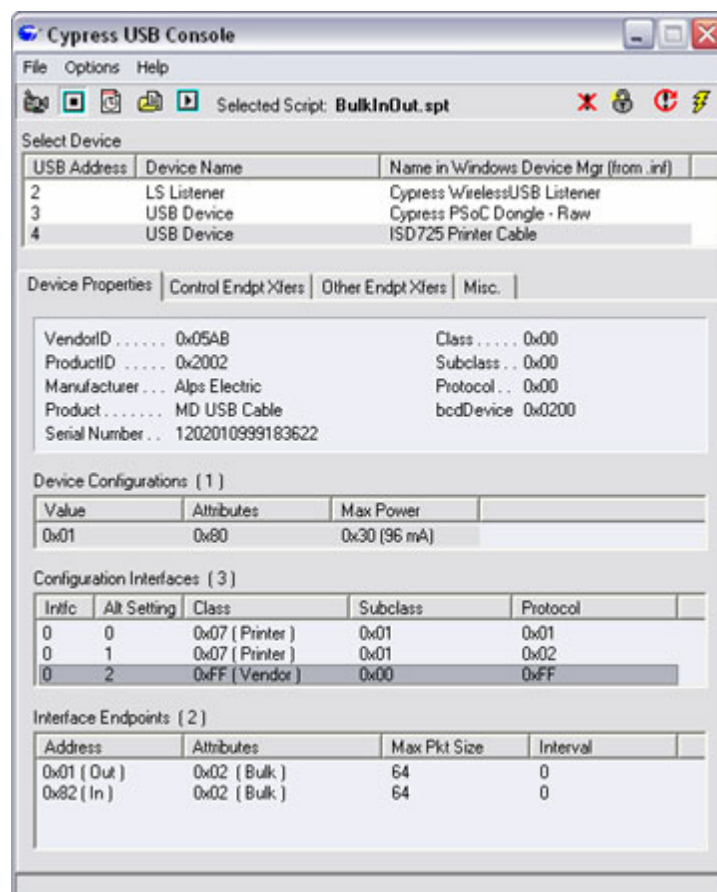 Cypress USB Console
File Options Help
Selected Script: BulkInOut.spt
Select Device
USB Address Device Name Name in Windows Device Mgr (from .inf)
2 LS Listener Cypress WirelessUSB Listener
3 USB Device Cypress PSoC Dongle - Raw
4 USB Device ISD725 Printer Cable
Device Properties Control Endpt Xfers Other Endpt Xfers Misc.
VendorID ...... 0x05AB Class ..... 0x00
ProductID ..... 0x2002 Subclass .. 0x00
Manufacturer ... Alps Electric Protocol .. 0x00
Product ....... MD USB Cable bcdDevice 0x0200
Serial Number .. 1202010999183622
Device Configurations ( 1 )
Value Attributes Max Power
0x01 0x80 0x30 (96 mA)
Configuration Interfaces ( 3 )
Intfc Alt Setting Class Subclass Protocol
0 0 0x07 ( Printer ) 0x01 0x01
0 1 0x07 ( Printer ) 0x01 0x02
0 2 0xFF ( Vendor ) 0x00 0xFF
Interface Endpoints ( 2 )
Address Attributes Max Pkt Size Interval
0x01 ( Out ) 0x02 ( Bulk ) 64 0
0x82 ( In ) 0x02 ( Bulk ) 64 0